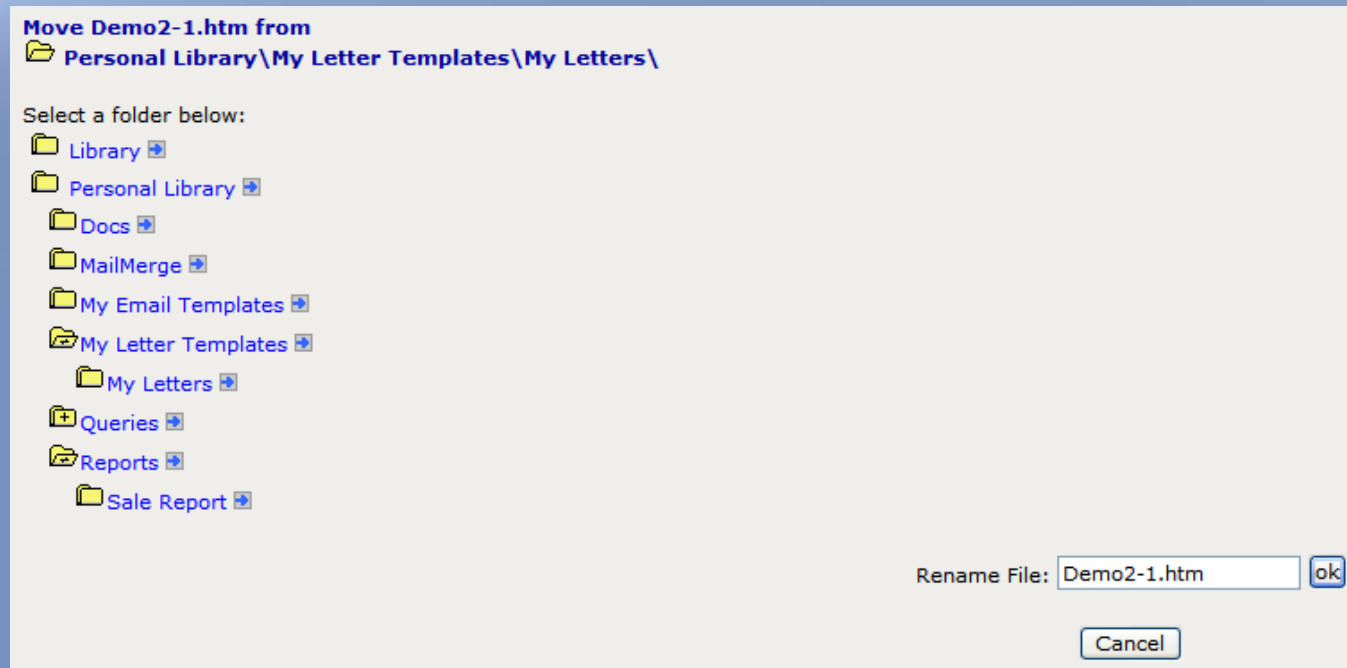 Move Demo2-1.htm from
Personal Library\My Letter Templates\My Letters\
Select a folder below:
Library
Personal Library
Docs
MailMerge
My Email Templates
My Letter Templates
My Letters
Queries
Reports
Sale Report
Rename File: Demo2-1.htm ok
Cancel